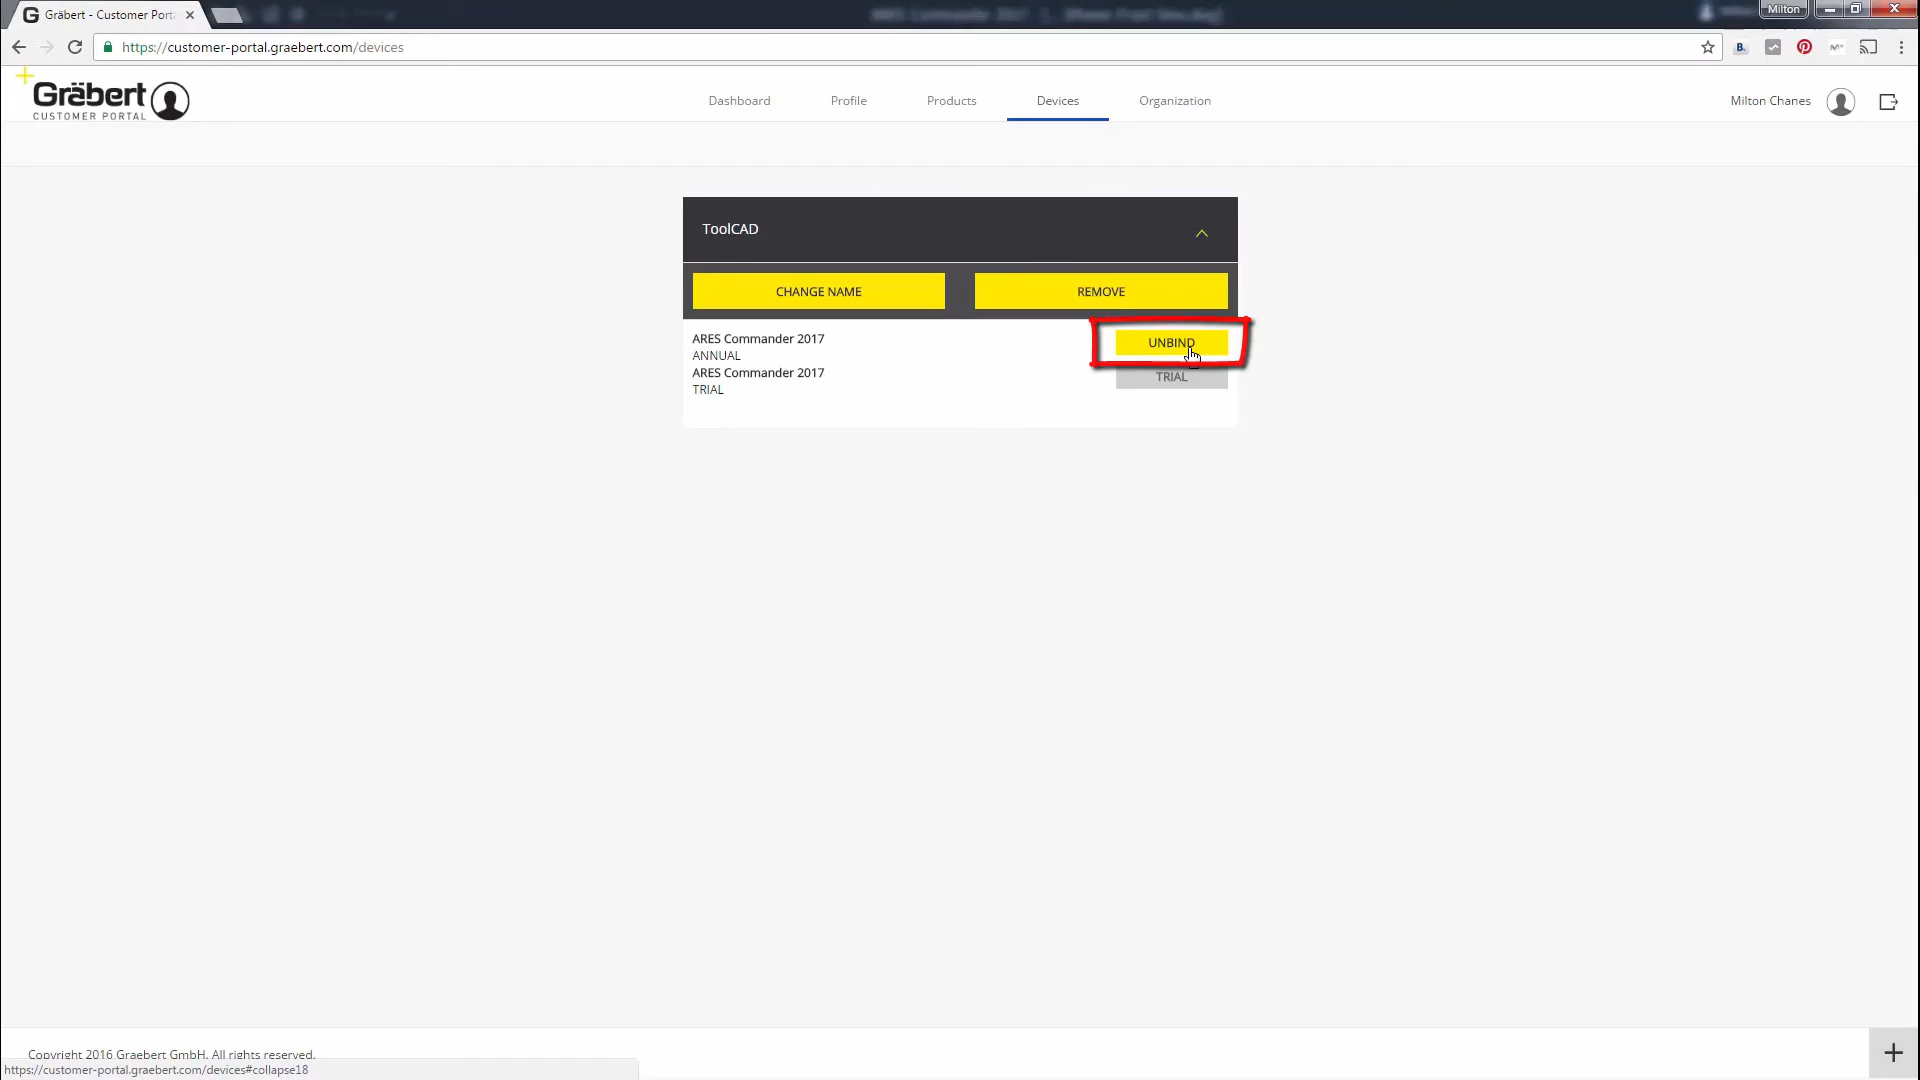 Gräbert - Customer Port
Milton
https://customer-portal.graebert.com/devices
Gräbert
CUSTOMER PORTAL
Dashboard
Profile
Products
Devices
Organization
Milton Chanes
ToolCAD
CHANGE NAME
REMOVE
ARES Commander 2017
UNBIND
ANNUAL
ARES Commander 2017
TRIAL
TRIAL
Copyright 2016 Graebert GmbH. All rights reserved.
https://customer-portal.graebert.com/devices#collapse18